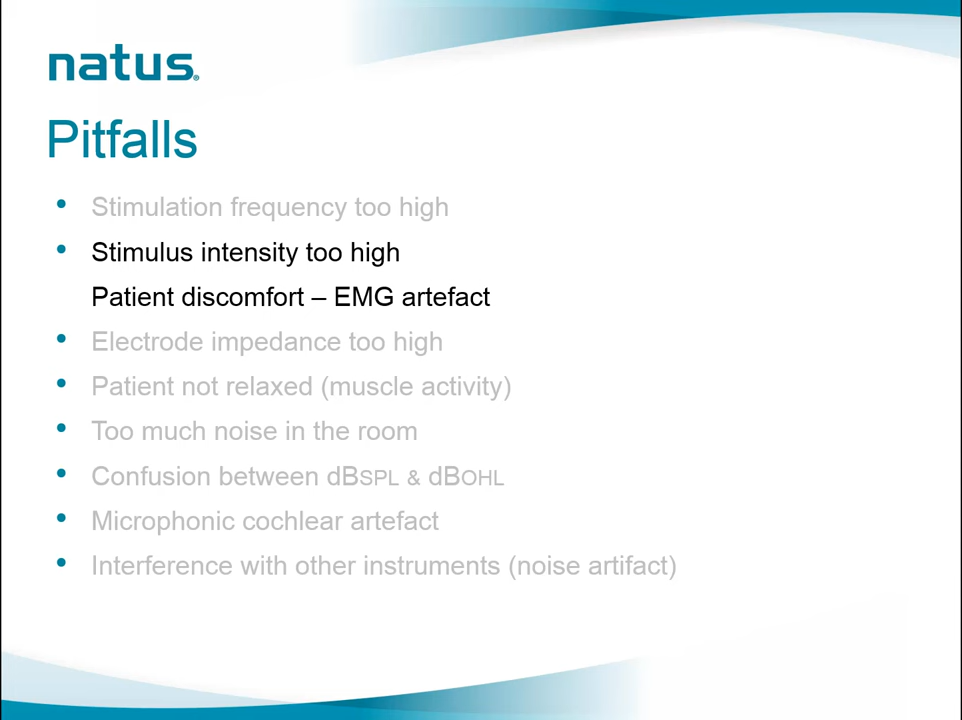 natus®
Pitfalls
• Stimulation frequency too high
• Stimulus intensity too high
Patient discomfort – EMG artefact
• Electrode impedance too high
• Patient not relaxed (muscle activity)
• Too much noise in the room
• Confusion between dBSPL & dBOHL
• Microphonic cochlear artefact
• Interference with other instruments (noise artifact)